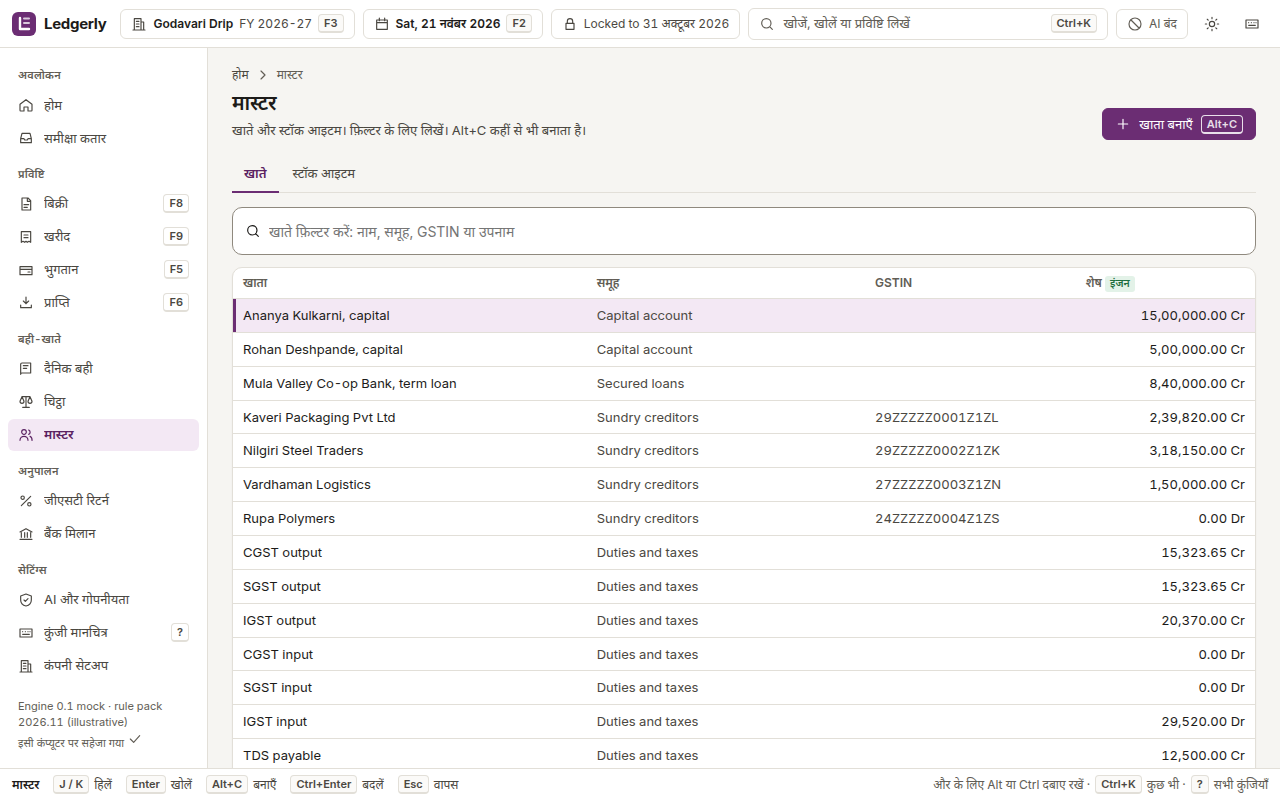 Ledgerly
Godavari Drip FY 2026-27 F3
Sat, 21 नवंबर 2026 F2
Locked to 31 अक्टूबर 2026
खोजें, खोलें या प्रविष्टि लिखें Ctrl+K
AI बंद
अवलोकन
होम
समीक्षा कतार
प्रविष्टि
बिक्री F8
खरीद F9
भुगतान F5
प्राप्ति F6
बही-खाते
दैनिक बही
चिट्ठा
मास्टर
अनुपालन
जीएसटी रिटर्न
बैंक मिलान
सेटिंग्स
AI और गोपनीयता
कुंजी मानचित्र ?
कंपनी सेटअप
Engine 0.1 mock · rule pack
2026.11 (illustrative)
इसी कंप्यूटर पर सहेजा गया
होम मास्टर
मास्टर
खाते और स्टॉक आइटम। फ़िल्टर के लिए लिखें। Alt+C कहीं से भी बनाता है।
खाता बनाएँ Alt+C
खाते स्टॉक आइटम
खाते फ़िल्टर करें: नाम, समूह, GSTIN या उपनाम
खाता समूह GSTIN शेष इंजन
Ananya Kulkarni, capital Capital account 15,00,000.00 Cr
Rohan Deshpande, capital Capital account 5,00,000.00 Cr
Mula Valley Co-op Bank, term loan Secured loans 8,40,000.00 Cr
Kaveri Packaging Pvt Ltd Sundry creditors 29ZZZZZ0001Z1ZL 2,39,820.00 Cr
Nilgiri Steel Traders Sundry creditors 29ZZZZZ0002Z1ZK 3,18,150.00 Cr
Vardhaman Logistics Sundry creditors 27ZZZZZ0003Z1ZN 1,50,000.00 Cr
Rupa Polymers Sundry creditors 24ZZZZZ0004Z1ZS 0.00 Dr
CGST output Duties and taxes 15,323.65 Cr
SGST output Duties and taxes 15,323.65 Cr
IGST output Duties and taxes 20,370.00 Cr
CGST input Duties and taxes 0.00 Dr
SGST input Duties and taxes 0.00 Dr
IGST input Duties and taxes 29,520.00 Dr
TDS payable Duties and taxes 12,500.00 Cr
मास्टर J / K हिलें Enter खोलें Alt+C बनाएँ Ctrl+Enter बदलें Esc वापस
और के लिए Alt या Ctrl दबाए रखें · Ctrl+K कुछ भी · ? सभी कुंजियाँ